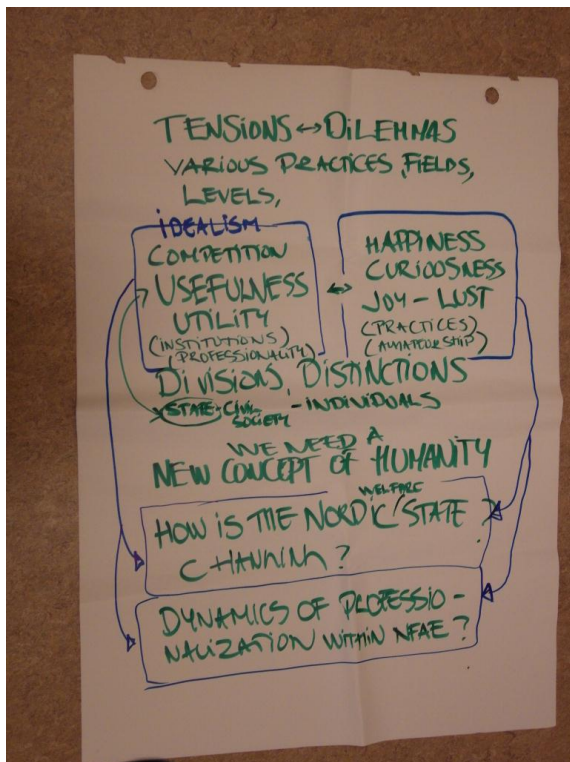 TENSIONS ↔ DILEMMAS
VARIOUS PRACTICES, FIELDS,
LEVELS,
IDEALISM
COMPETITION
USEFULNESS
UTILITY
(INSTITUTIONS)
(PROFESSIONALITY)
↔
HAPPINESS
CURIOUSNESS
JOY - LUST
(PRACTICES)
(AMATEURSHIP)
DIVISIONS, DISTINCTIONS
STATE - CIVIL SOCIETY - INDIVIDUALS
WE NEED A
NEW CONCEPT OF HUMANITY
WELFARE
HOW IS THE NORDIC / STATE ?
CHANNINH ?
DYNAMICS OF PROFESSIO -
NALIZATION WITHIN NFAE ?